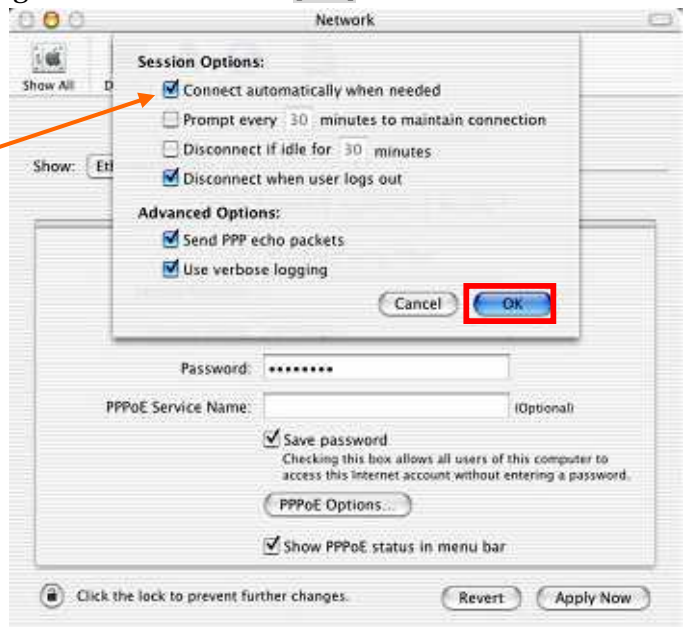 Network
Session Options:
Show All D
Connect automatically when needed
Prompt every 30 minutes to maintain connection
Disconnect if idle for 30 minutes
Show: Eth
Disconnect when user logs out
Advanced Options:
Send PPP echo packets
Use verbose logging
Cancel OK
Password: ••••••••
PPPoE Service Name: (Optional)
Save password
Checking this box allows all users of this computer to
access this Internet account without entering a password.
PPPoE Options...
Show PPPoE status in menu bar
Click the lock to prevent further changes. Revert Apply Now